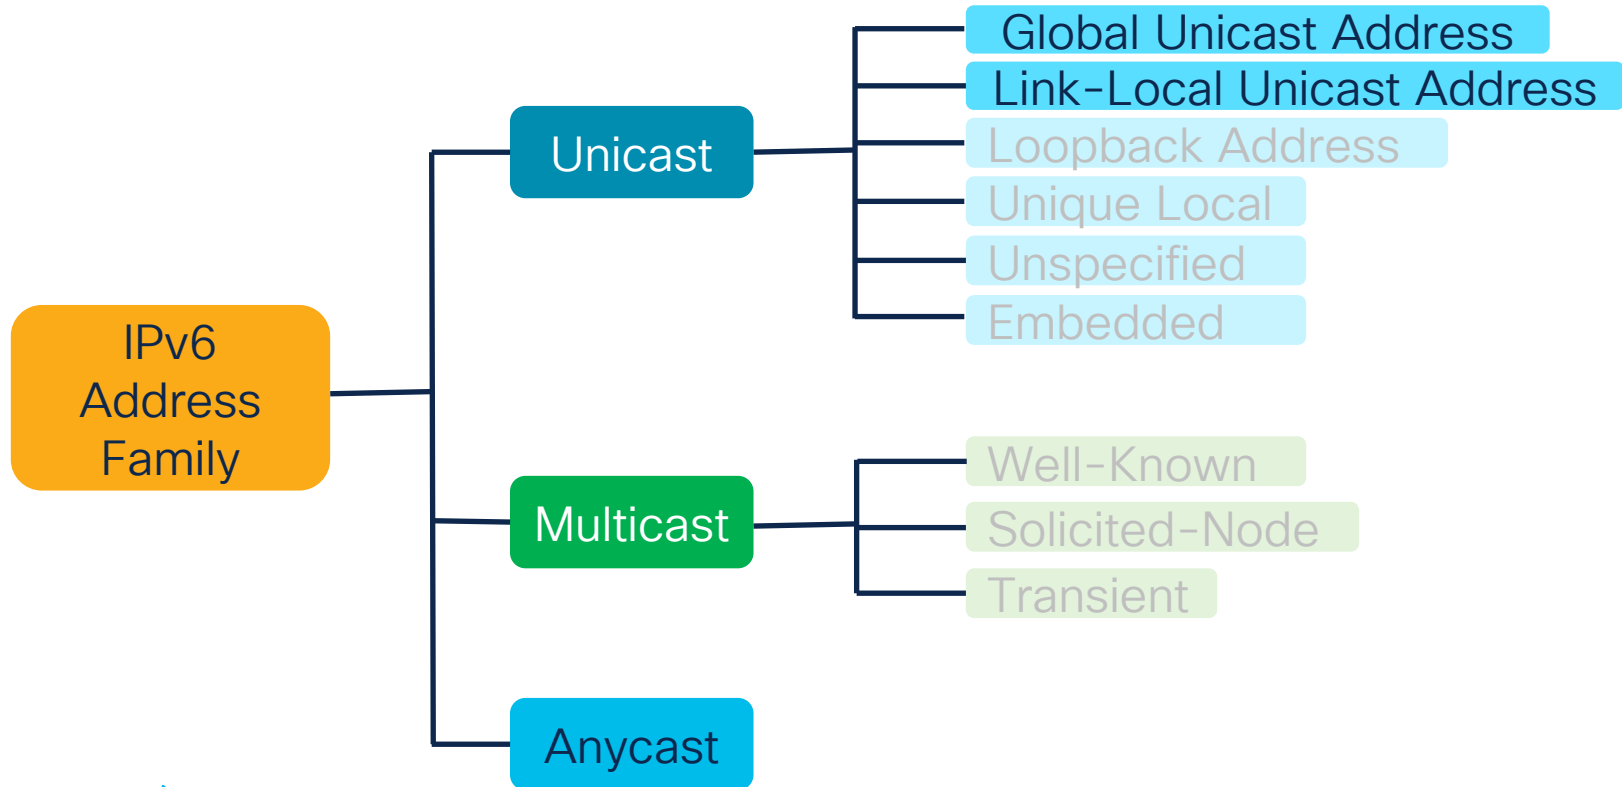 Global Unicast Address
Link-Local Unicast Address
Loopback Address
Unique Local
Unspecified
Embedded
Unicast
IPv6
Address
Family
Well-Known
Solicited-Node
Transient
Multicast
Anycast